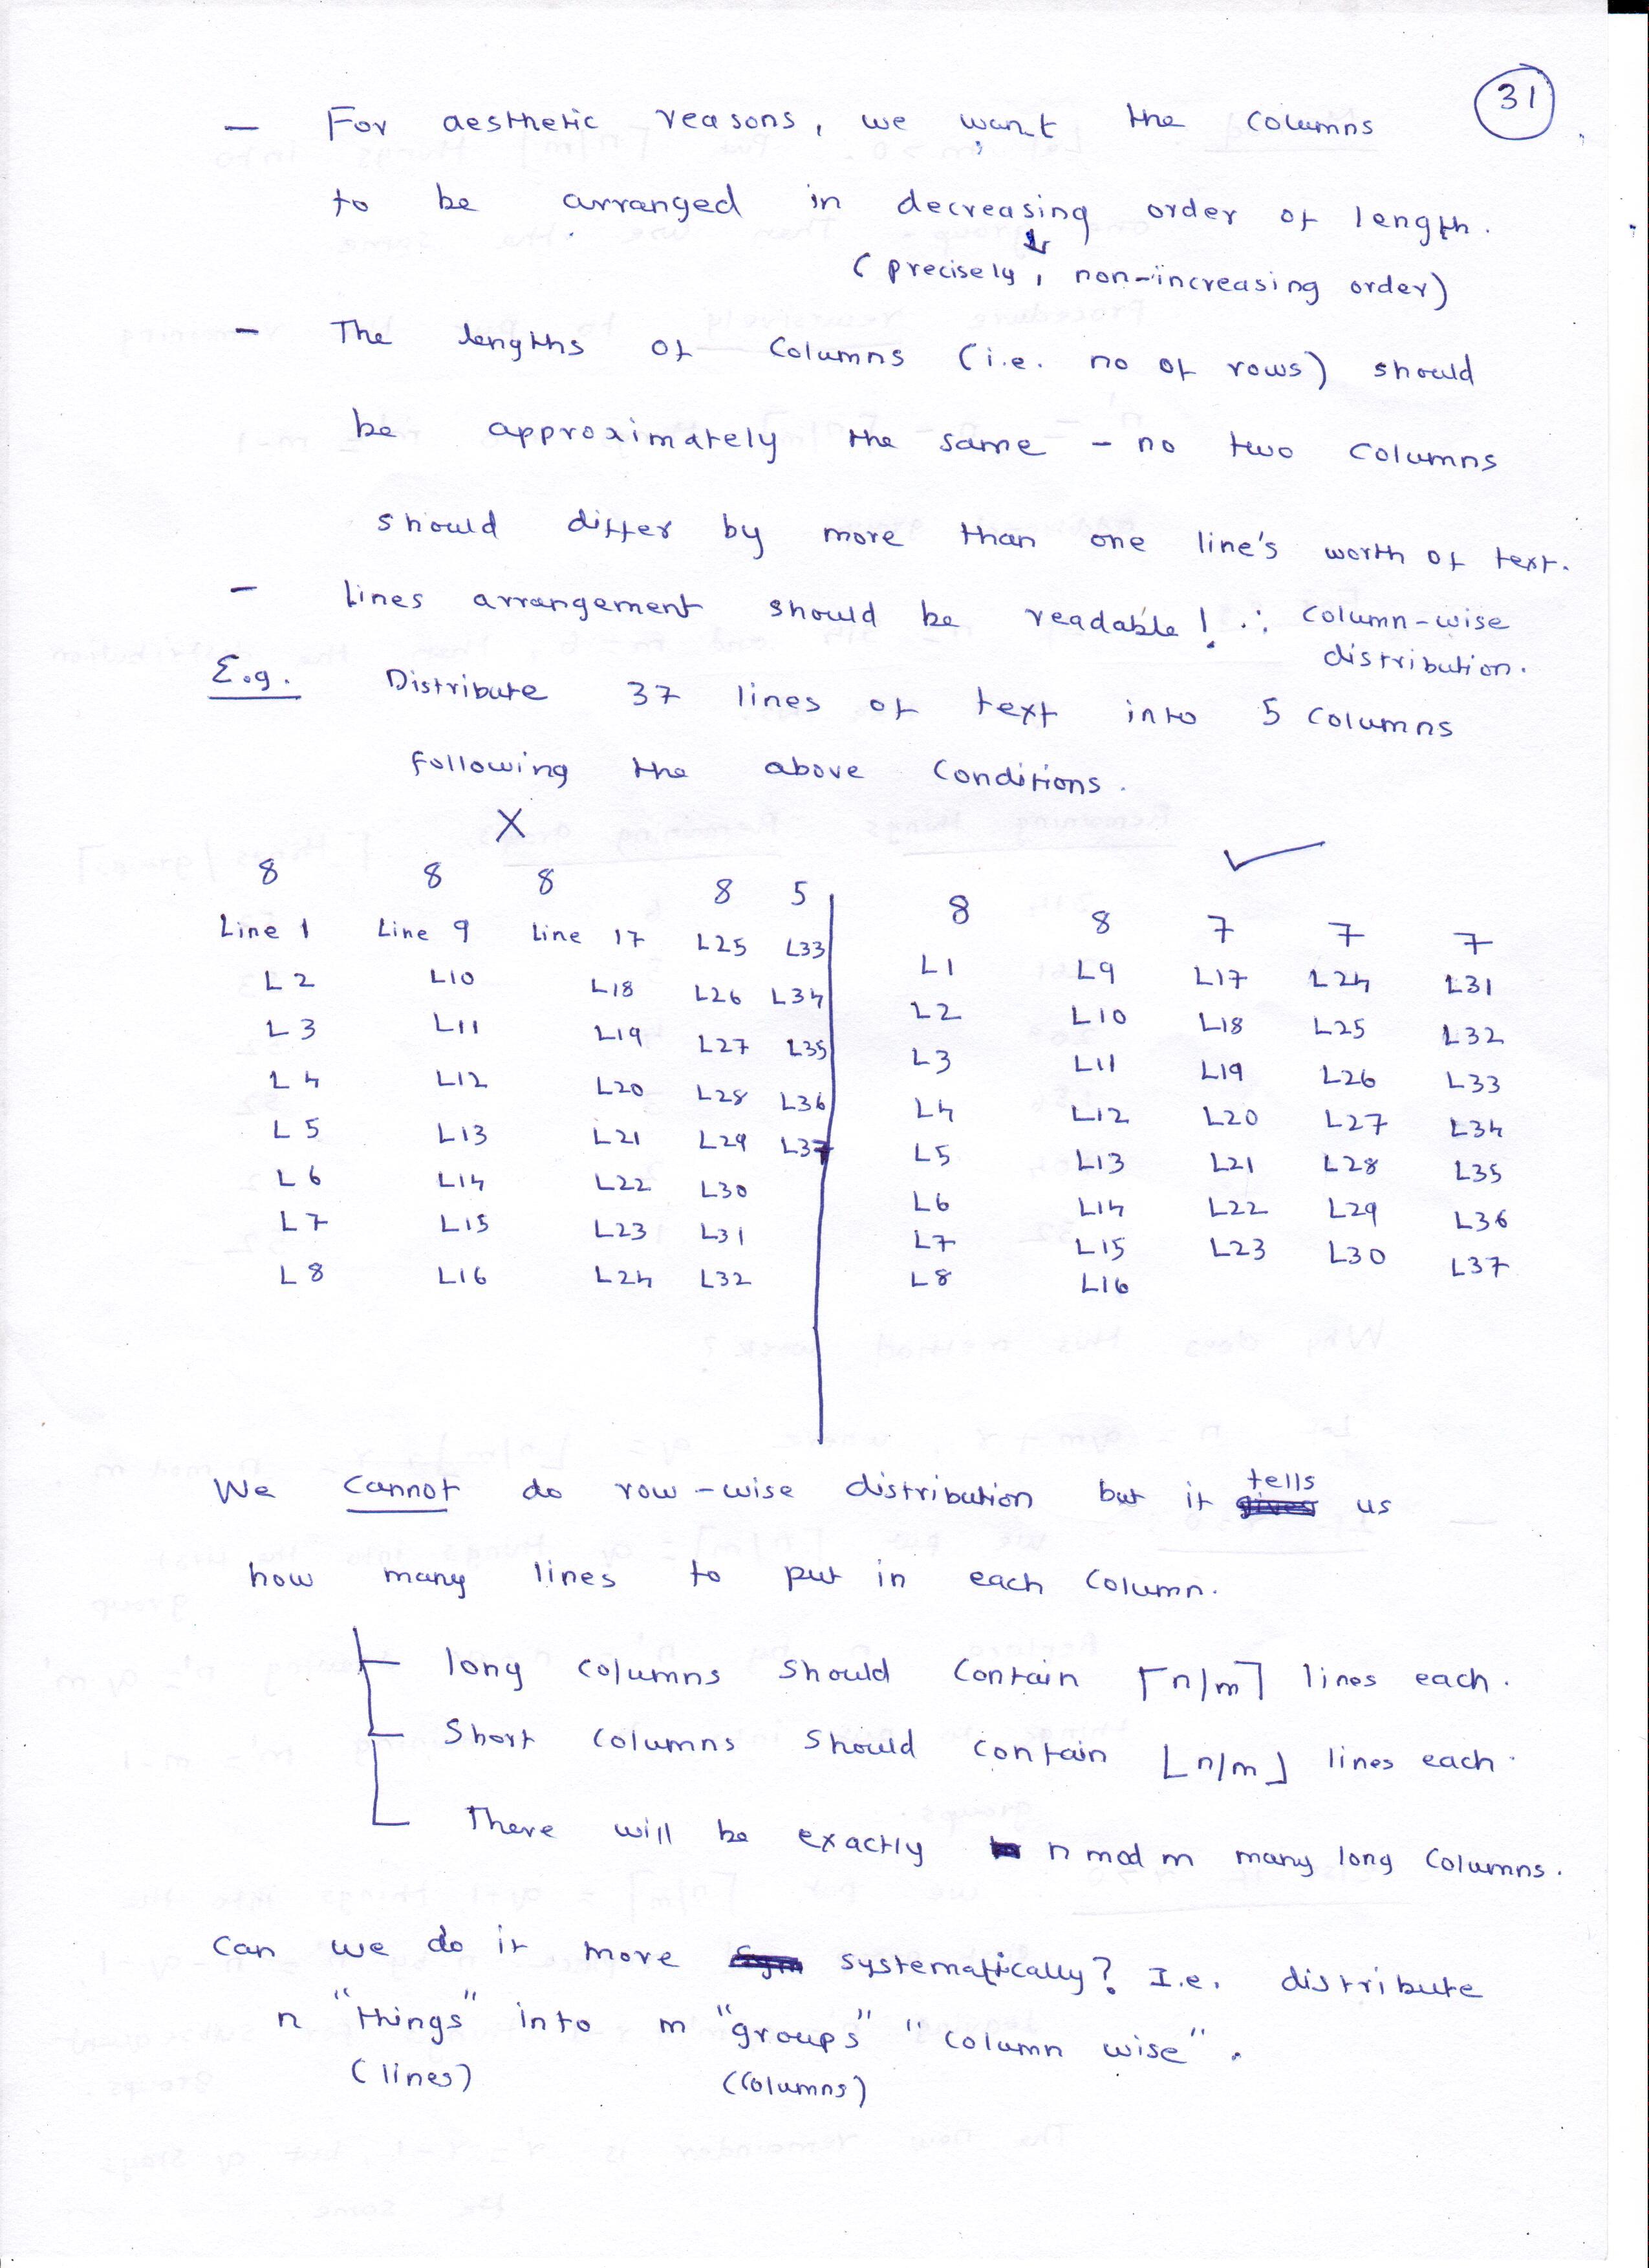 31
— For aesthetic reasons, we want the columns
to be arranged in decreasing order of length.
(precisely, non-increasing order)
— The lengths of columns (i.e. no of rows) should
be approximately the same – no two columns
should differ by more than one line's worth of text.
— lines arrangement should be readable! ∴ column-wise
distribution.
E.g. Distribute 37 lines of text into 5 columns
following the above conditions.
X ✓
8 8 8 8 5
Line 1 Line 9 Line 17 L25 L33
L2 L10 L18 L26 L34
L3 L11 L19 L27 L35
L4 L12 L20 L28 L36
L5 L13 L21 L29 L37
L6 L14 L22 L30
L7 L15 L23 L31
L8 L16 L24 L32
8 8 7 7 7
L1 L9 L17 L24 L31
L2 L10 L18 L25 L32
L3 L11 L19 L26 L33
L4 L12 L20 L27 L34
L5 L13 L21 L28 L35
L6 L14 L22 L29 L36
L7 L15 L23 L30 L37
L8 L16
We cannot do row-wise distribution but it tells us
how many lines to put in each column.
long columns should contain ⌈n/m⌉ lines each.
Short columns should contain ⌊n/m⌋ lines each.
There will be exactly n mod m many long columns.
Can we do it more systematically? I.e. distribute
n "things" into m "groups" "column wise".
(lines) (columns)